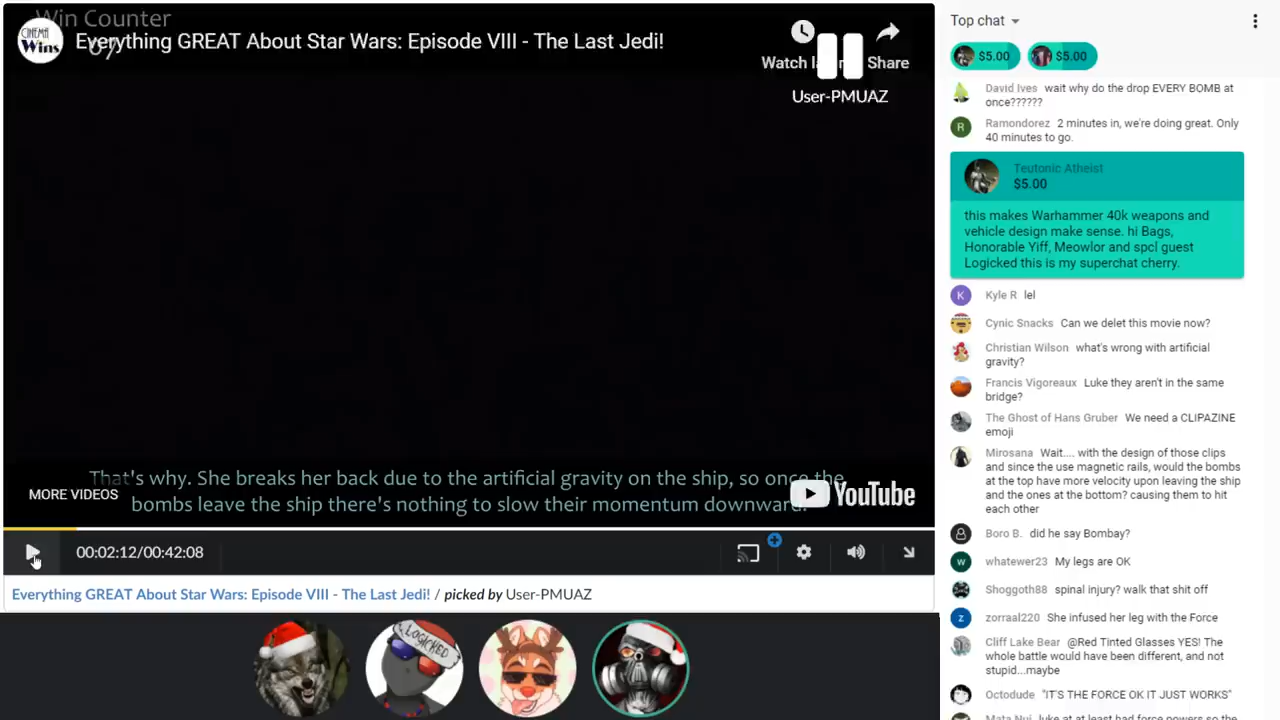 Win Counter
07
CINEMA
Wins
Everything GREAT About Star Wars: Episode VIII - The Last Jedi!
Share
User-PMUAZ
That's why. She breaks her back due to the artificial gravity on the ship, so once the
bombs leave the ship there's nothing to slow their momentum downward.
MORE VIDEOS
YouTube
00:02:12/00:42:08
Everything GREAT About Star Wars: Episode VIII - The Last Jedi! / picked by User-PMUAZ
LOGICKED
Top chat
$5.00
$5.00
David Ives wait why do the drop EVERY BOMB at
once??????
R
Ramondorez 2 minutes in, we're doing great. Only
40 minutes to go.
Teutonic Atheist
$5.00
this makes Warhammer 40k weapons and
vehicle design make sense. hi Bags,
Honorable Yiff, Meowlor and spcl guest
Logicked this is my superchat cherry.
K
Kyle R lel
Cynic Snacks Can we delet this movie now?
Christian Wilson what's wrong with artificial
gravity?
Francis Vigoreaux Luke they aren't in the same
bridge?
The Ghost of Hans Gruber We need a CLIPAZINE
emoji
Mirosana Wait.... with the design of those clips
and since the use magnetic rails, would the bombs
at the top have more velocity upon leaving the ship
and the ones at the bottom? causing them to hit
each other
Boro B. did he say Bombay?
w
whatewer23 My legs are OK
Shoggoth88 spinal injury? walk that shit off
z
zorraal220 She infused her leg with the Force
Cliff Lake Bear @Red Tinted Glasses YES! The
whole battle would have been different, and not
stupid...maybe
Octodude "IT'S THE FORCE OK IT JUST WORKS"
Mata Nui luke at at least had force powers so the